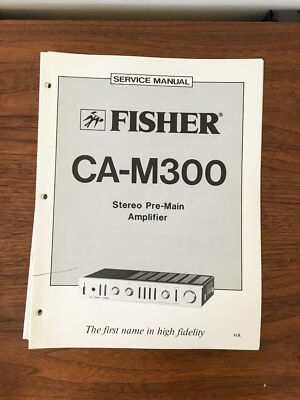 SERVICE MANUAL
FISHER®
CA-M300
Stereo Pre-Main
Amplifier
The first name in high fidelity
U.S.